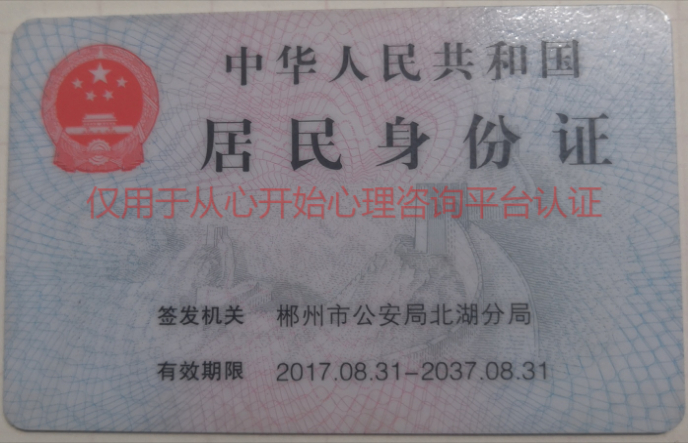 中华人民共和国
居民身份证
仅用于从心开始心理咨询平台认证
签发机关 郴州市公安局北湖分局
有效期限 2017.08.31-2037.08.31